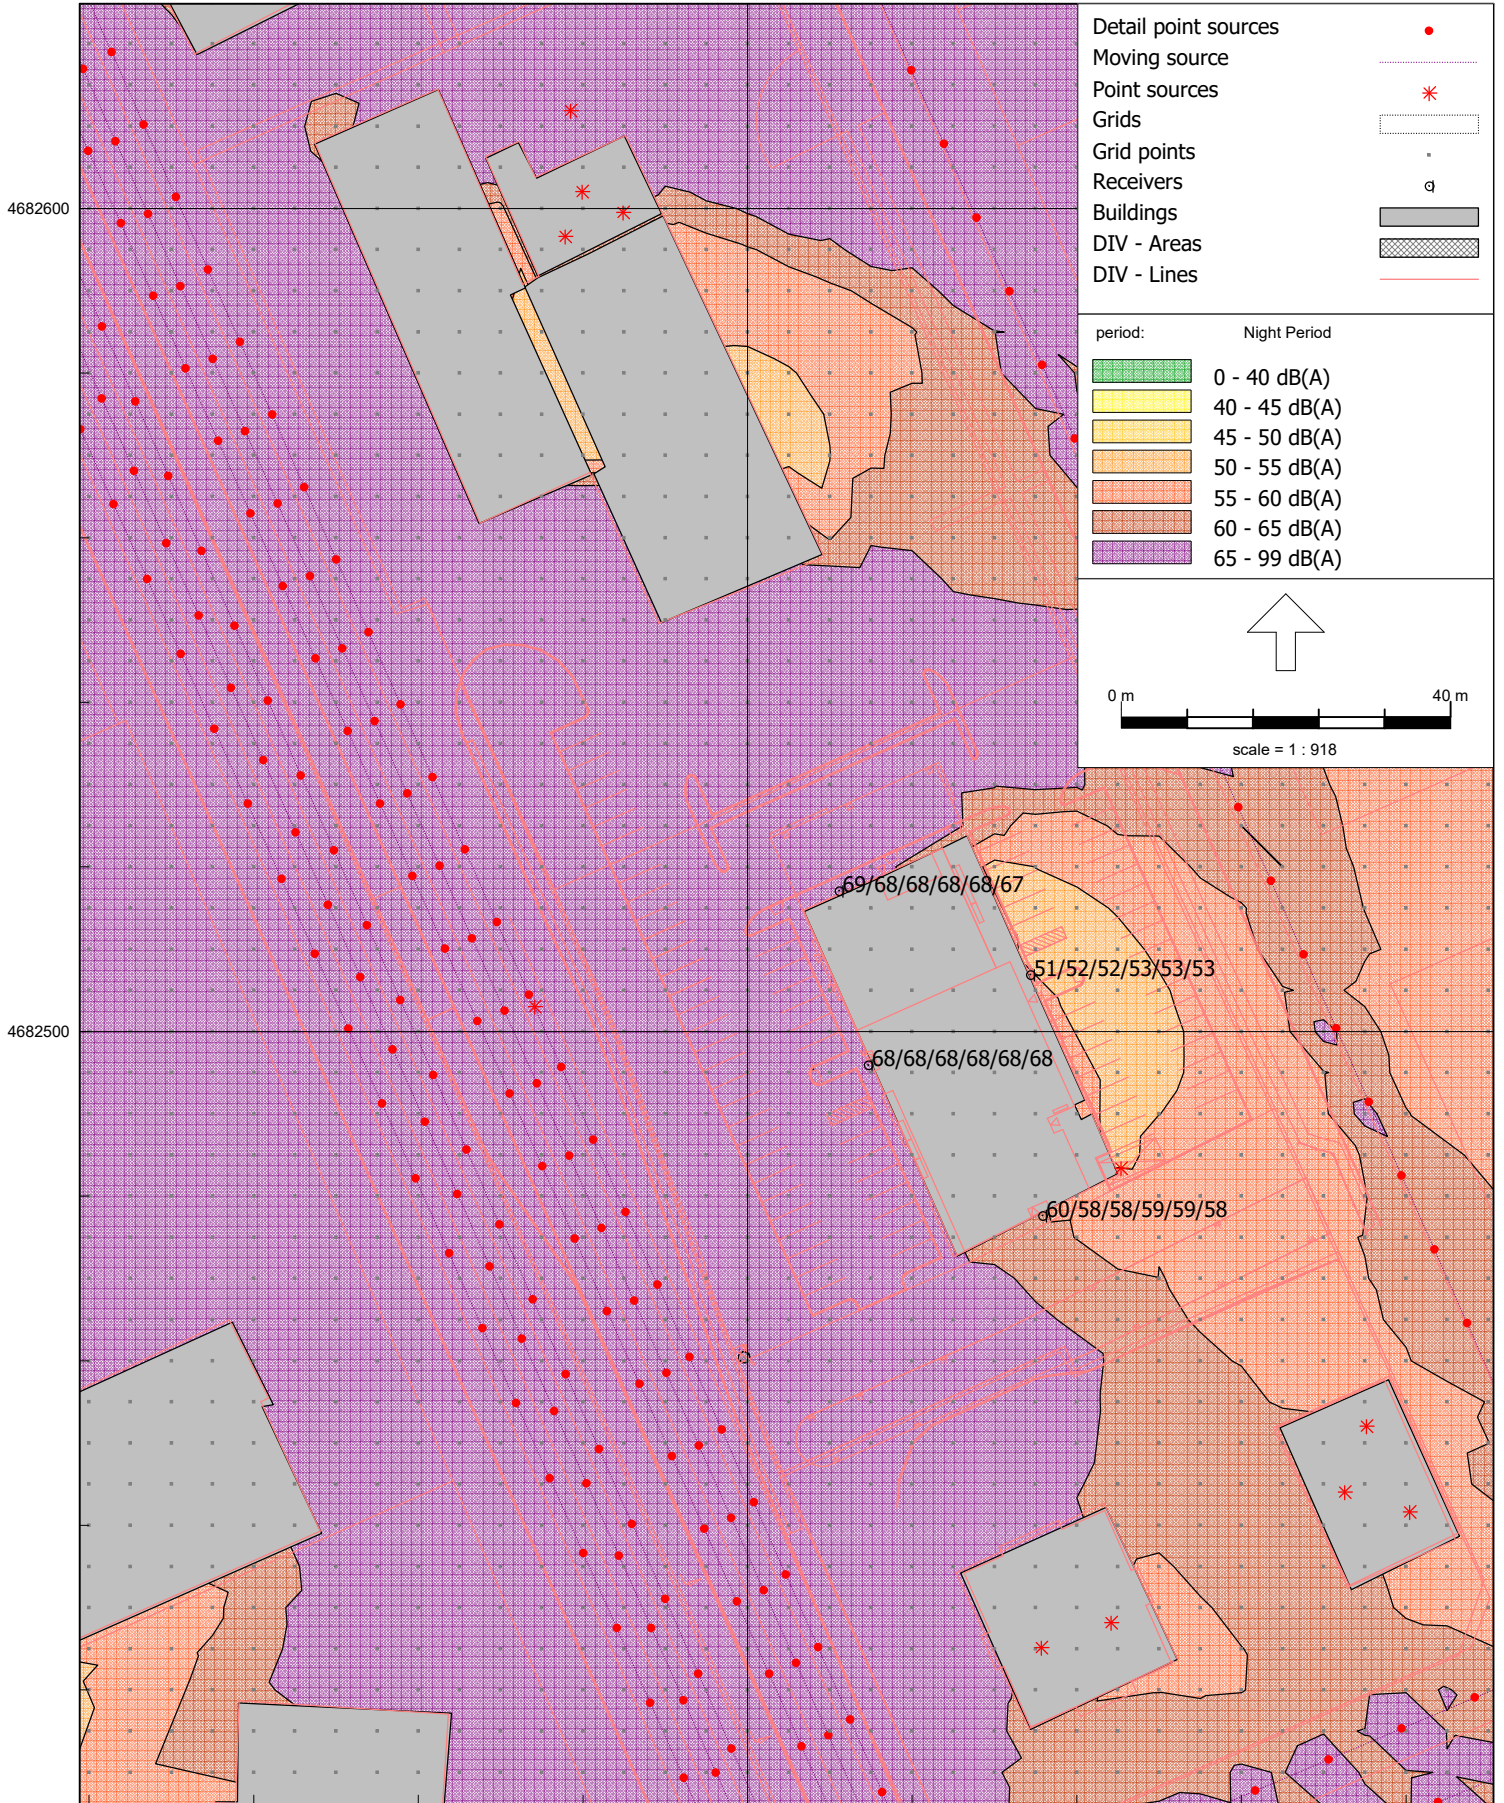 Detail point sources
Moving source
Point sources
Grids
Grid points
Receivers
Buildings
DIV - Areas
DIV - Lines
period: Night Period
0 - 40 dB(A)
40 - 45 dB(A)
45 - 50 dB(A)
50 - 55 dB(A)
55 - 60 dB(A)
60 - 65 dB(A)
65 - 99 dB(A)
0 m 40 m
scale = 1 : 918
4682600
69/68/68/68/68/67
51/52/52/53/53/53
4682500
68/68/68/68/68/68
60/58/58/59/59/58